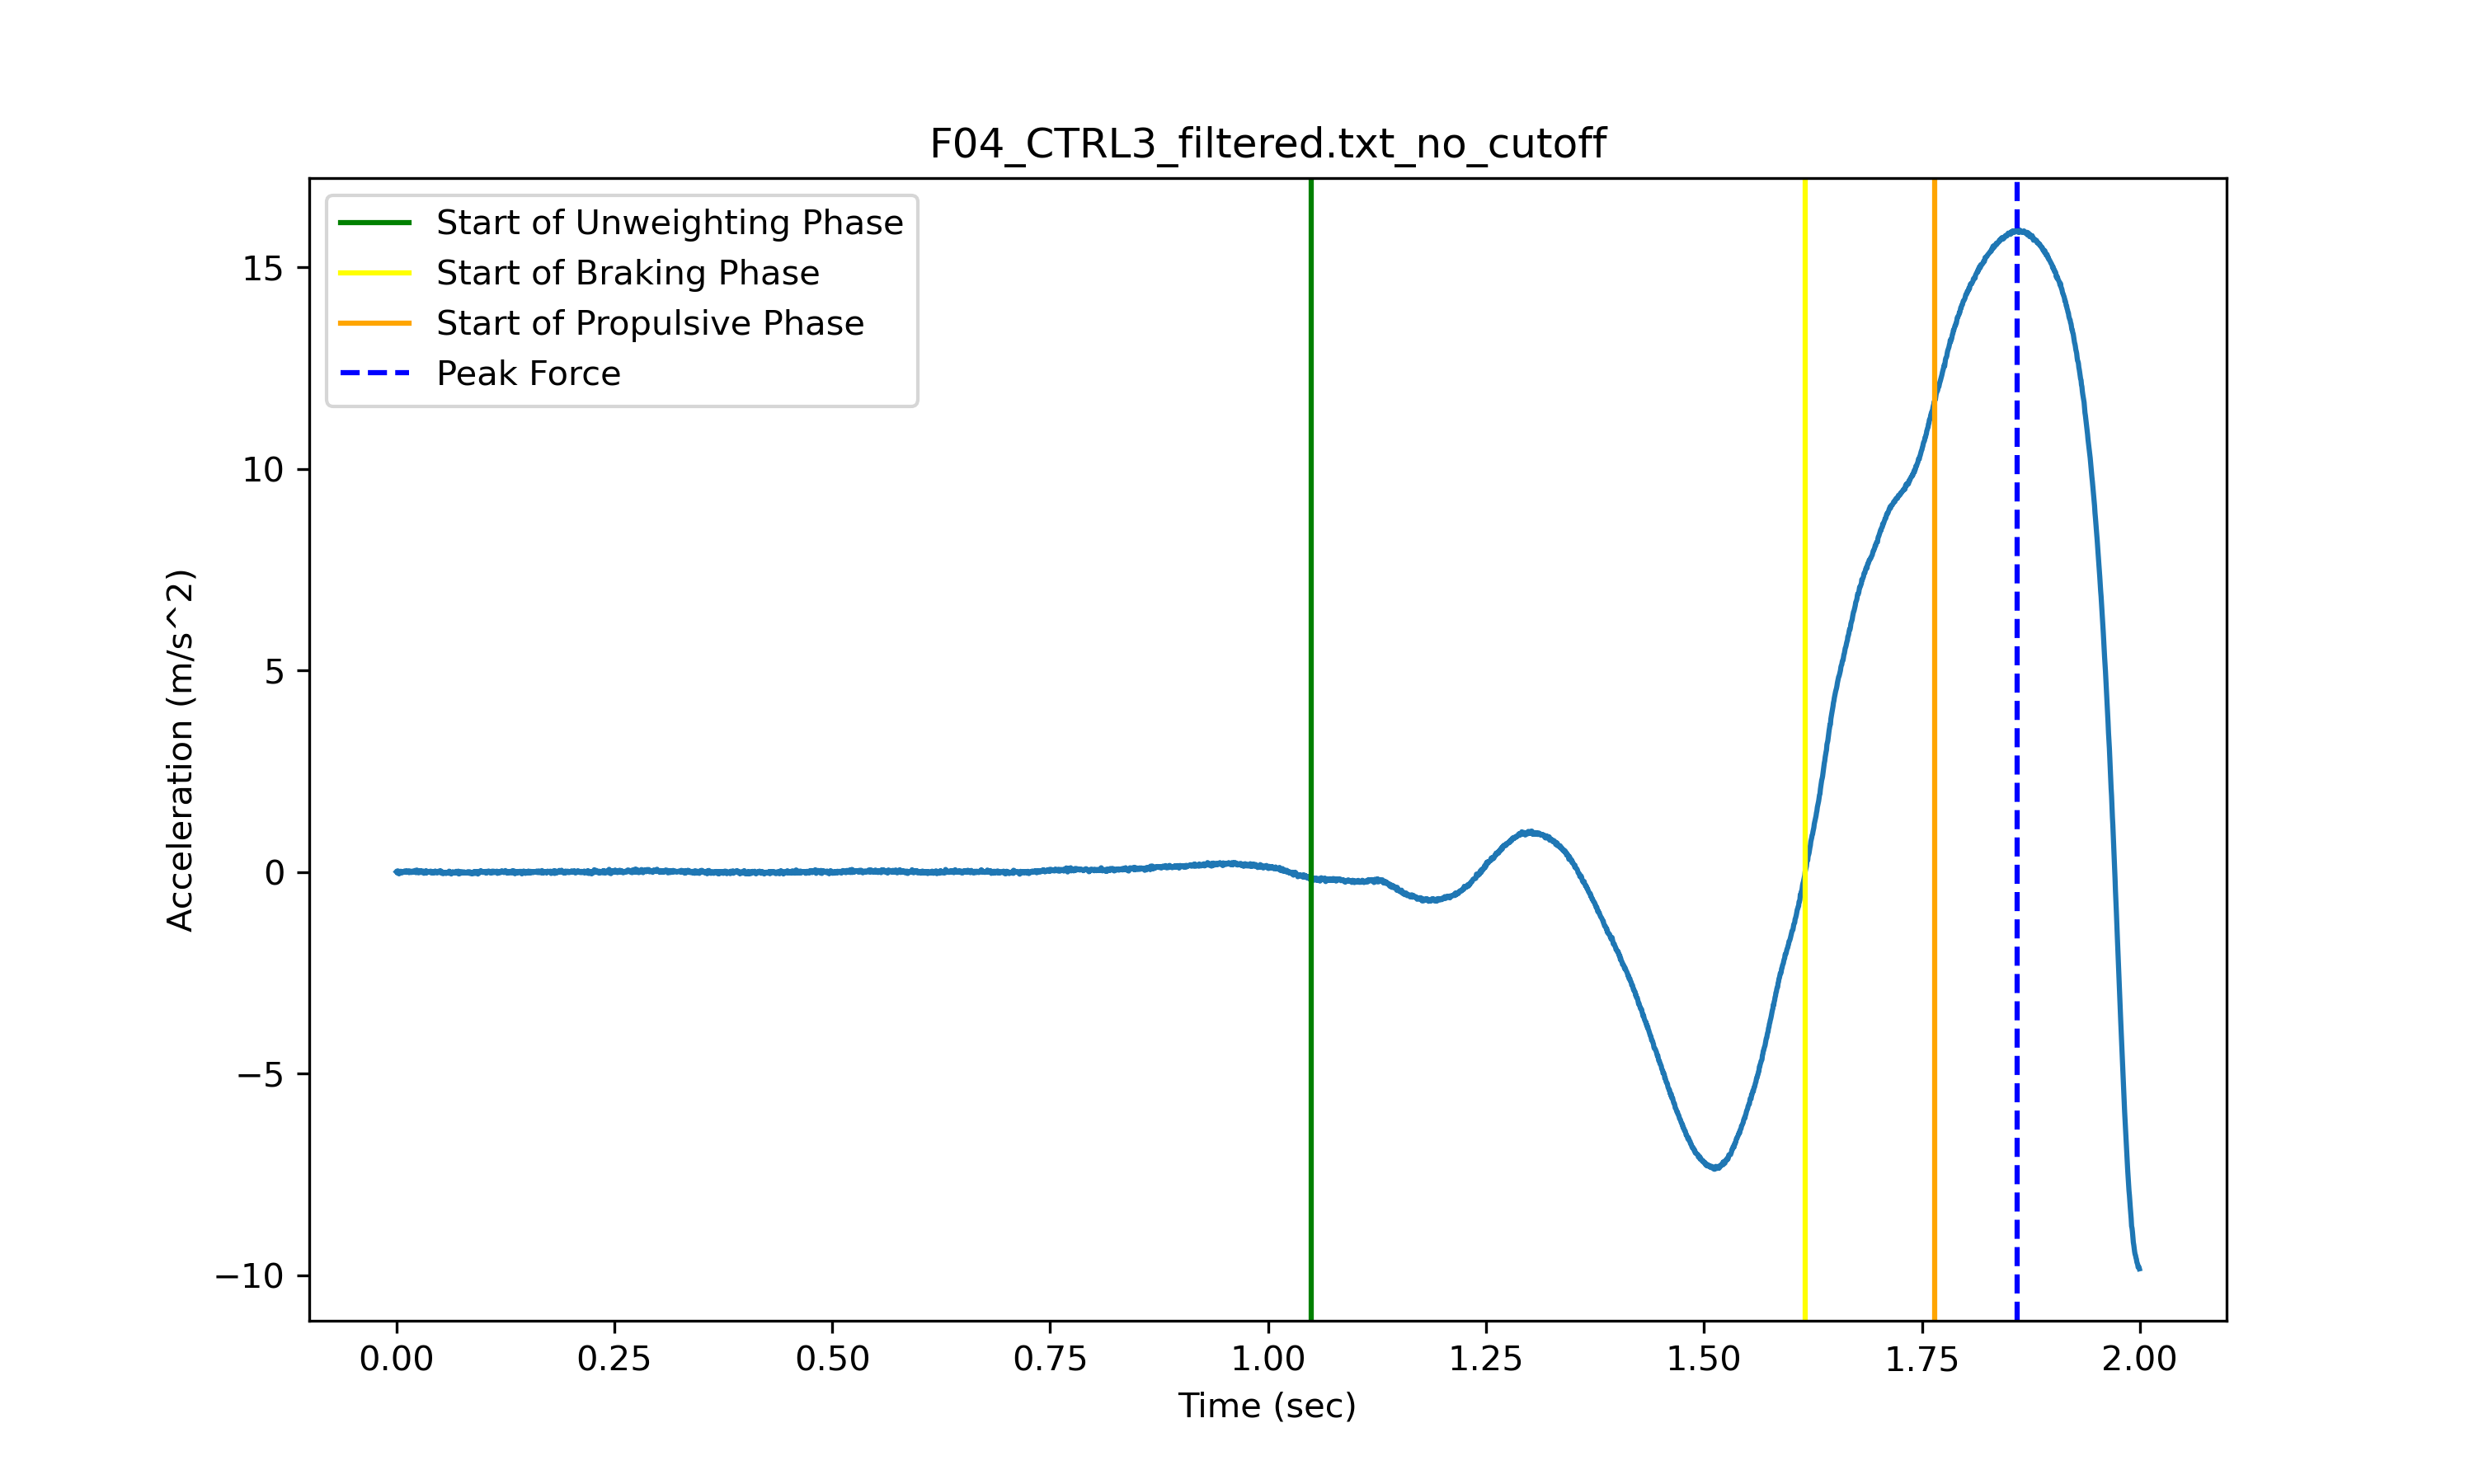 F04_CTRL3_filtered.txt_no_cutoff
Start of Unweighting Phase
Start of Braking Phase
Start of Propulsive Phase
Peak Force
15
10
5
0
−5
−10
Acceleration (m/s^2)
0.00 0.25 0.50 0.75 1.00 1.25 1.50 1.75 2.00
Time (sec)